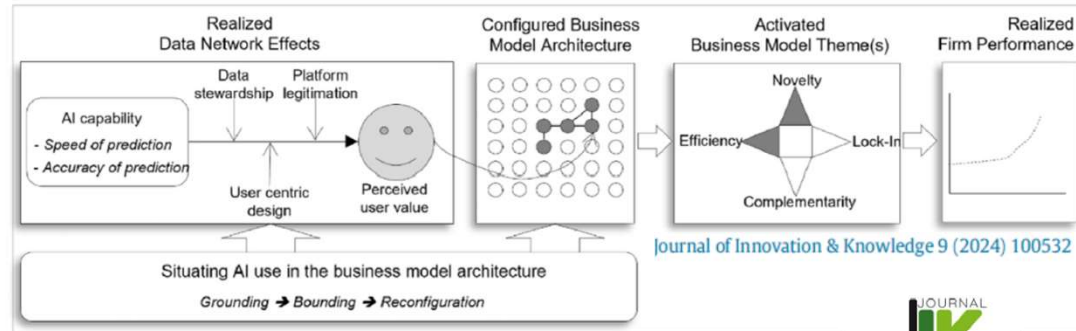 Realized
Data Network Effects
Configured Business
Model Architecture
Activated
Business Model Theme(s)
Realized
Firm Performance
Data
stewardship
Platform
legitimation
AI capability
- Speed of prediction
- Accuracy of prediction
User centric
design
Perceived
user value
Novelty
Efficiency
Lock-In
Complementarity
Journal of Innovation & Knowledge 9 (2024) 100532
Situating AI use in the business model architecture
Grounding → Bounding → Reconfiguration
JOURNAL